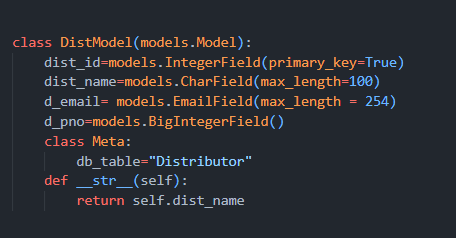 class DistModel(models.Model):
    dist_id=models.IntegerField(primary_key=True)
    dist_name=models.CharField(max_length=100)
    d_email= models.EmailField(max_length = 254)
    d_pno=models.BigIntegerField()
    class Meta:
        db_table="Distributor"
    def __str__(self):
        return self.dist_name